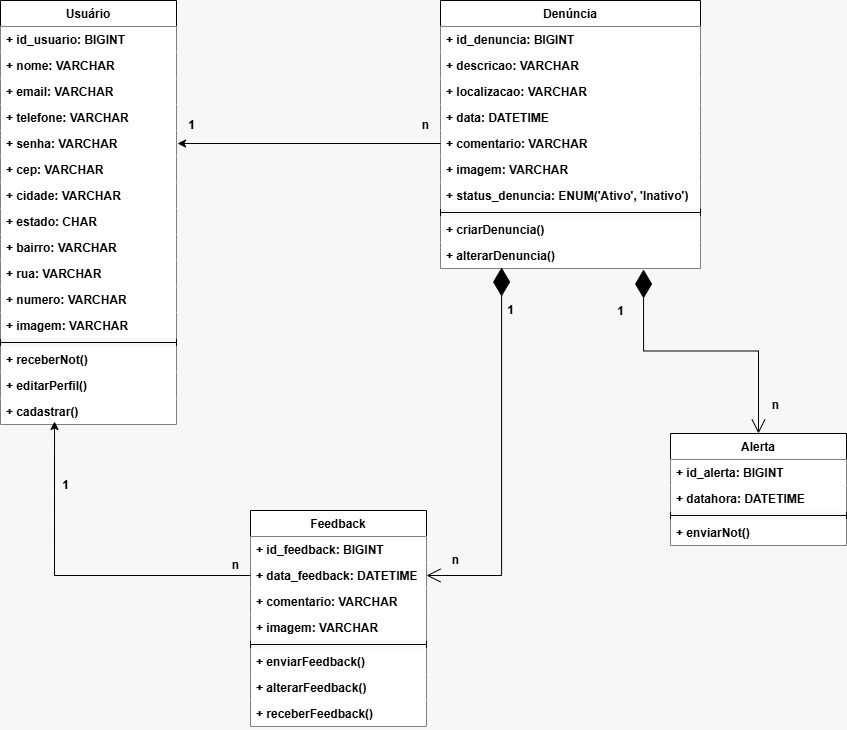 Usuário
+ id_usuario: BIGINT
+ nome: VARCHAR
+ email: VARCHAR
+ telefone: VARCHAR
+ senha: VARCHAR
+ cep: VARCHAR
+ cidade: VARCHAR
+ estado: CHAR
+ bairro: VARCHAR
+ rua: VARCHAR
+ numero: VARCHAR
+ imagem: VARCHAR
+ receberNot()
+ editarPerfil()
+ cadastrar()
1
n
Denúncia
+ id_denuncia: BIGINT
+ descricao: VARCHAR
+ localizacao: VARCHAR
+ data: DATETIME
+ comentario: VARCHAR
+ imagem: VARCHAR
+ status_denuncia: ENUM('Ativo', 'Inativo')
+ criarDenuncia()
+ alterarDenuncia()
1
1
n
Alerta
+ id_alerta: BIGINT
+ datahora: DATETIME
+ enviarNot()
1
n
n
Feedback
+ id_feedback: BIGINT
+ data_feedback: DATETIME
+ comentario: VARCHAR
+ imagem: VARCHAR
+ enviarFeedback()
+ alterarFeedback()
+ receberFeedback()